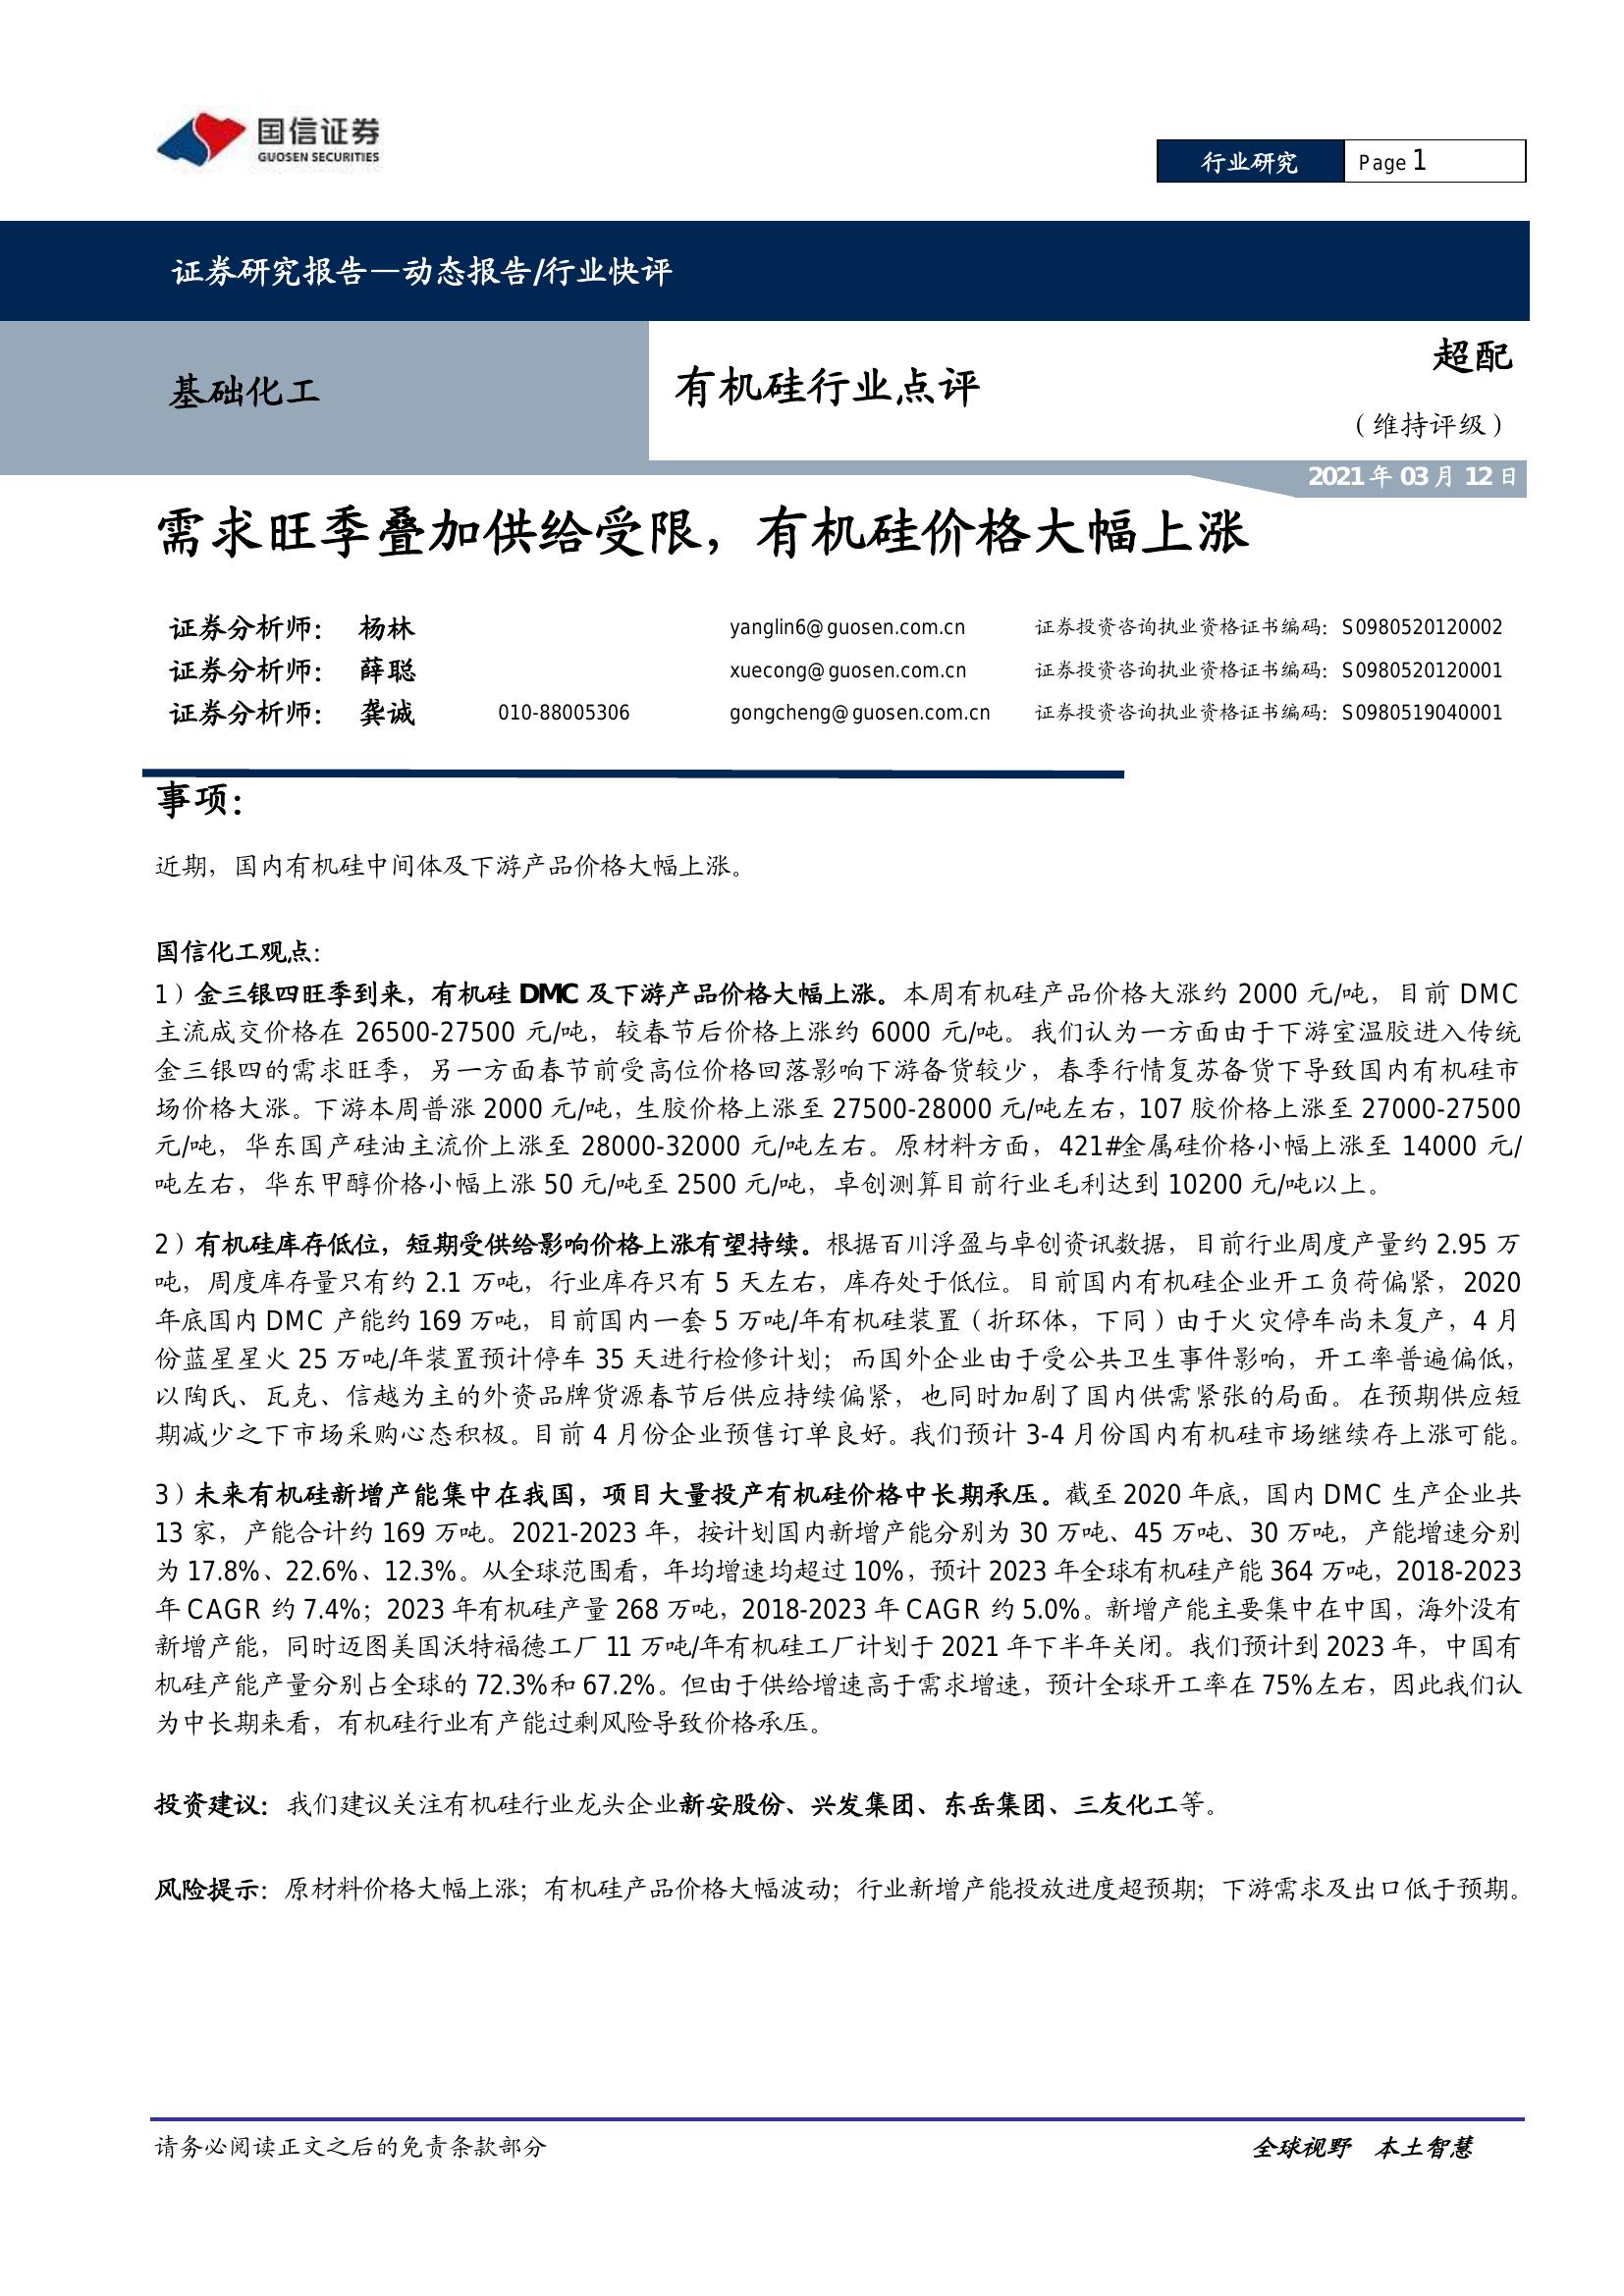 国信证券
GUOSEN SECURITIES
行业研究 Page 1
证券研究报告—动态报告/行业快评
基础化工
有机硅行业点评
超配
（维持评级）
2021 年 03 月 12 日
需求旺季叠加供给受限，有机硅价格大幅上涨
证券分析师： 杨林 yanglin6@guosen.com.cn 证券投资咨询执业资格证书编码：S0980520120002
证券分析师： 薛聪 xuecong@guosen.com.cn 证券投资咨询执业资格证书编码：S0980520120001
证券分析师： 龚诚 010-88005306 gongcheng@guosen.com.cn 证券投资咨询执业资格证书编码：S0980519040001
事项：
近期，国内有机硅中间体及下游产品价格大幅上涨。
国信化工观点：
1）金三银四旺季到来，有机硅 DMC 及下游产品价格大幅上涨。本周有机硅产品价格大涨约 2000 元/吨，目前 DMC
主流成交价格在 26500-27500 元/吨，较春节后价格上涨约 6000 元/吨。我们认为一方面由于下游室温胶进入传统
金三银四的需求旺季，另一方面春节前受高位价格回落影响下游备货较少，春季行情复苏备货下导致国内有机硅市
场价格大涨。下游本周普涨 2000 元/吨，生胶价格上涨至 27500-28000 元/吨左右，107 胶价格上涨至 27000-27500
元/吨，华东国产硅油主流价上涨至 28000-32000 元/吨左右。原材料方面，421#金属硅价格小幅上涨至 14000 元/
吨左右，华东甲醇价格小幅上涨 50 元/吨至 2500 元/吨，卓创测算目前行业毛利达到 10200 元/吨以上。
2）有机硅库存低位，短期受供给影响价格上涨有望持续。根据百川浮盈与卓创资讯数据，目前行业周度产量约 2.95 万
吨，周度库存量只有约 2.1 万吨，行业库存只有 5 天左右，库存处于低位。目前国内有机硅企业开工负荷偏紧，2020
年底国内 DMC 产能约 169 万吨，目前国内一套 5 万吨/年有机硅装置（折环体，下同）由于火灾停车尚未复产，4 月
份蓝星星火 25 万吨/年装置预计停车 35 天进行检修计划；而国外企业由于受公共卫生事件影响，开工率普遍偏低，
以陶氏、瓦克、信越为主的外资品牌货源春节后供应持续偏紧，也同时加剧了国内供需紧张的局面。在预期供应短
期减少之下市场采购心态积极。目前 4 月份企业预售订单良好。我们预计 3-4 月份国内有机硅市场继续存上涨可能。
3）未来有机硅新增产能集中在我国，项目大量投产有机硅价格中长期承压。截至 2020 年底，国内 DMC 生产企业共
13 家，产能合计约 169 万吨。2021-2023 年，按计划国内新增产能分别为 30 万吨、45 万吨、30 万吨，产能增速分别
为 17.8%、22.6%、12.3%。从全球范围看，年均增速均超过 10%，预计 2023 年全球有机硅产能 364 万吨，2018-2023
年 CAGR 约 7.4%；2023 年有机硅产量 268 万吨，2018-2023 年 CAGR 约 5.0%。新增产能主要集中在中国，海外没有
新增产能，同时迈图美国沃特福德工厂 11 万吨/年有机硅工厂计划于 2021 年下半年关闭。我们预计到 2023 年，中国有
机硅产能产量分别占全球的 72.3%和 67.2%。但由于供给增速高于需求增速，预计全球开工率在 75%左右，因此我们认
为中长期来看，有机硅行业有产能过剩风险导致价格承压。
投资建议：我们建议关注有机硅行业龙头企业新安股份、兴发集团、东岳集团、三友化工等。
风险提示：原材料价格大幅上涨；有机硅产品价格大幅波动；行业新增产能投放进度超预期；下游需求及出口低于预期。
请务必阅读正文之后的免责条款部分 全球视野 本土智慧